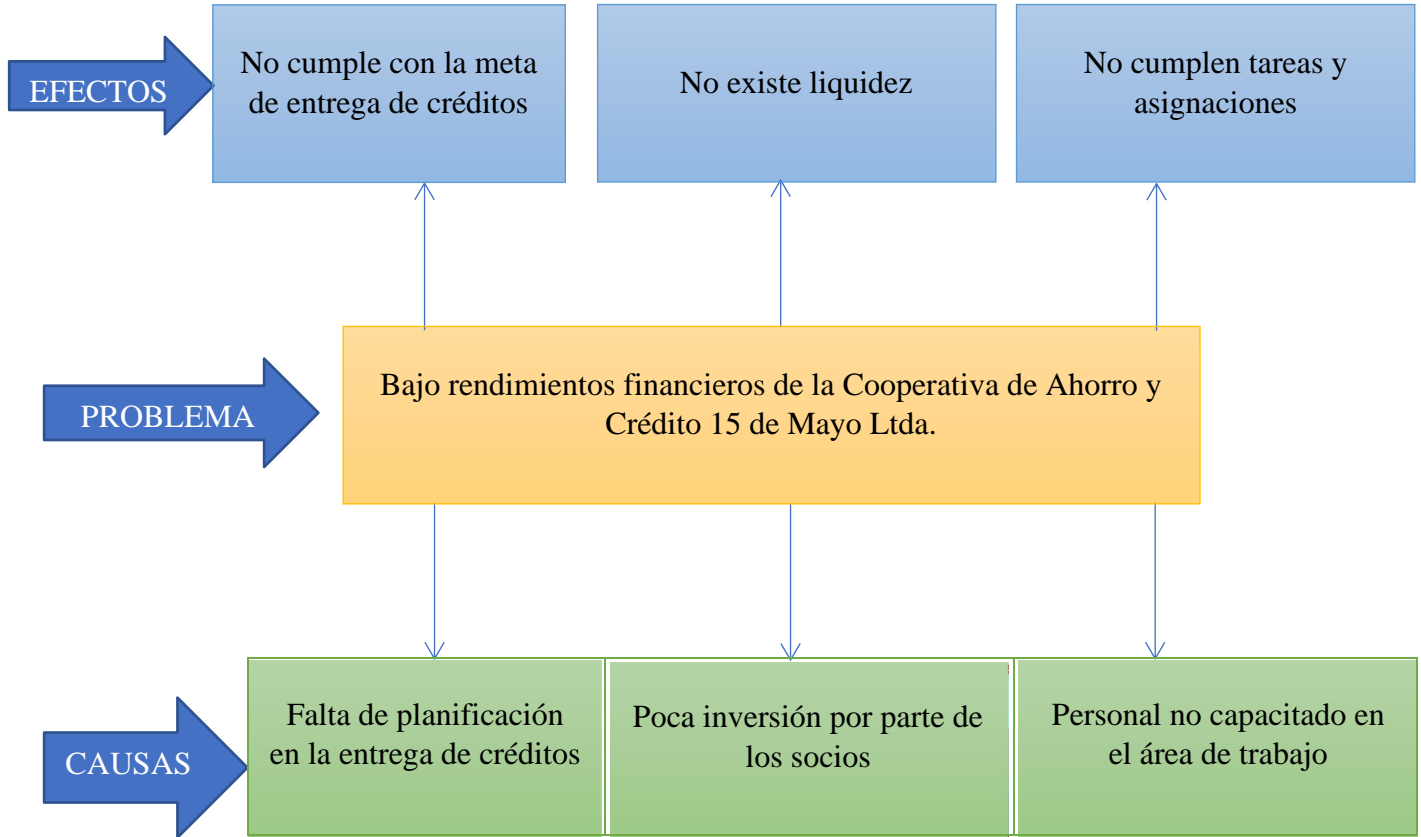 EFECTOS
No cumple con la meta
de entrega de créditos
No existe liquidez
No cumplen tareas y
asignaciones
PROBLEMA
Bajo rendimientos financieros de la Cooperativa de Ahorro y
Crédito 15 de Mayo Ltda.
CAUSAS
Falta de planificación
en la entrega de créditos
Poca inversión por parte de
los socios
Personal no capacitado en
el área de trabajo